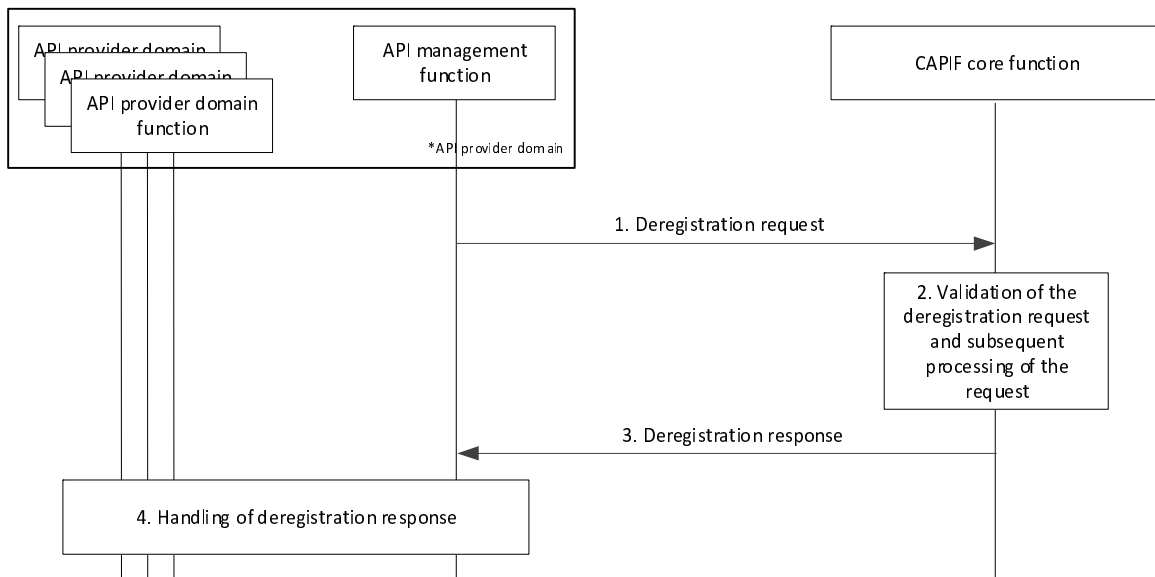 API provider domain
API provider domain
API provider domain
function
API management
function
*API provider domain
CAPIF core function
1. Deregistration request
2. Validation of the
deregistration request
and subsequent
processing of the
request
3. Deregistration response
4. Handling of deregistration response